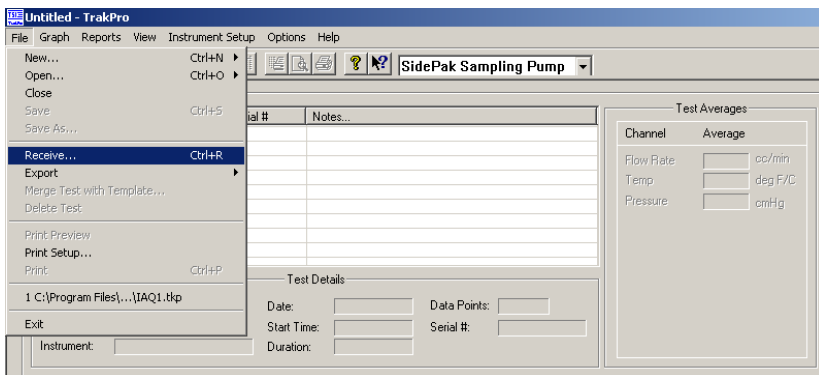 Untitled - TrakPro
File Graph Reports View Instrument Setup Options Help
New... Ctrl+N
Open... Ctrl+O
Close
Save Ctrl+S
Save As...
Receive... Ctrl+R
Export
Merge Test with Template...
Delete Test
Print Preview
Print Setup...
Print Ctrl+P
1 C:\Program Files\...\IAQ1.tkp
Exit
SidePak Sampling Pump
ial # Notes...
Test Averages
Channel Average
Flow Rate cc/min
Temp deg F/C
Pressure cmHg
Test Details
Date: Data Points:
Start Time: Serial #:
Instrument: Duration: